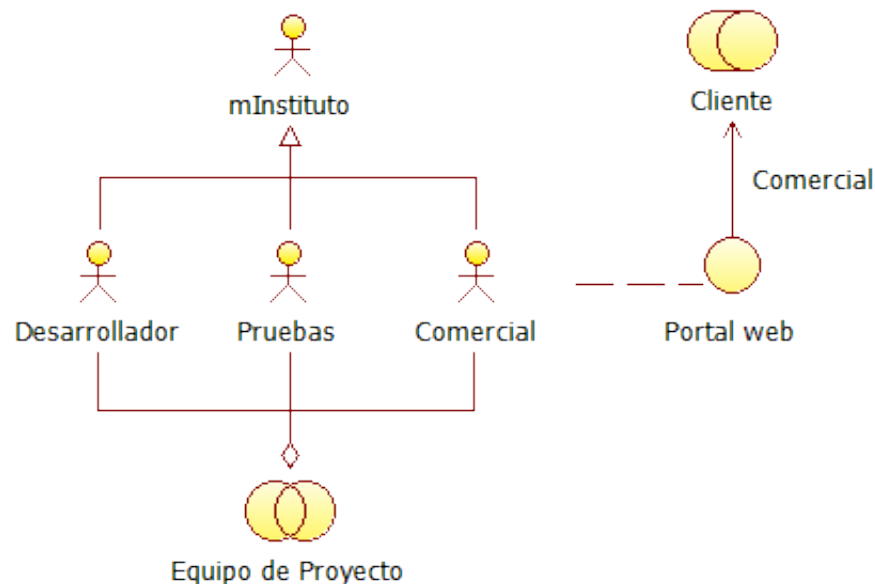 mInstituto
Cliente
Comercial
Desarrollador
Pruebas
Comercial
Portal web
Equipo de Proyecto